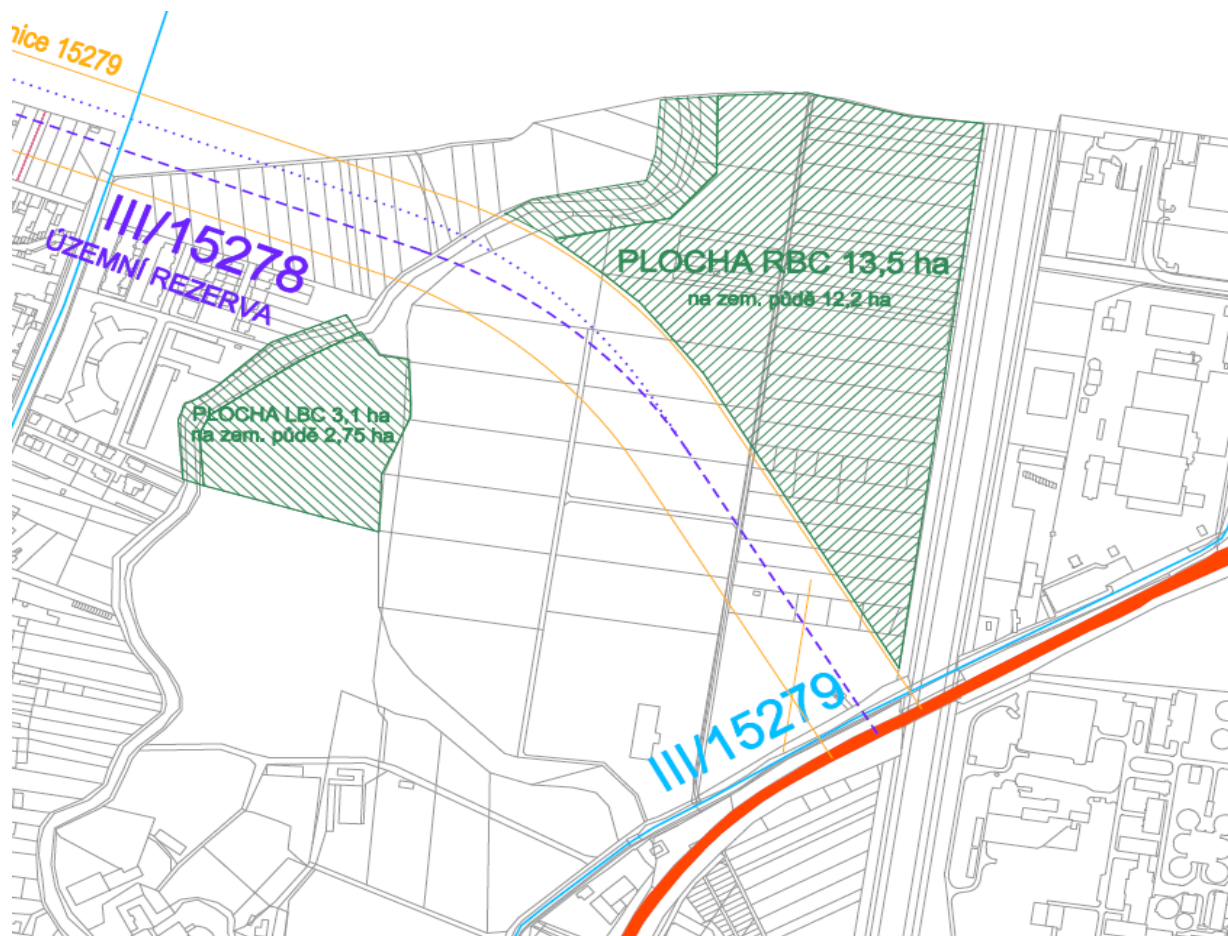 nice 15279
III/15278
ÚZEMNÍ REZERVA
PLOCHA RBC 13,5 ha
na zem. půdě 12,2 ha
PLOCHA LBC 3,1 ha
na zem. půdě 2,75 ha
III/15279